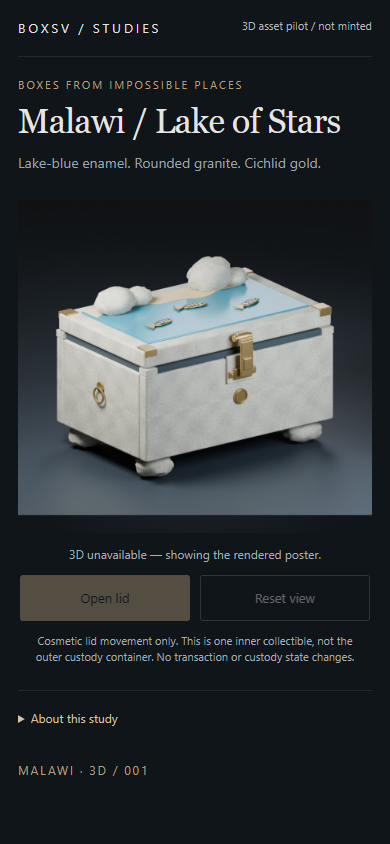 BOXSV / STUDIES
3D asset pilot / not minted
BOXES FROM IMPOSSIBLE PLACES
Malawi / Lake of Stars
Lake-blue enamel. Rounded granite. Cichlid gold.
3D unavailable — showing the rendered poster.
Open lid
Reset view
Cosmetic lid movement only. This is one inner collectible, not the
outer custody container. No transaction or custody state changes.
About this study
MALAWI · 3D / 001